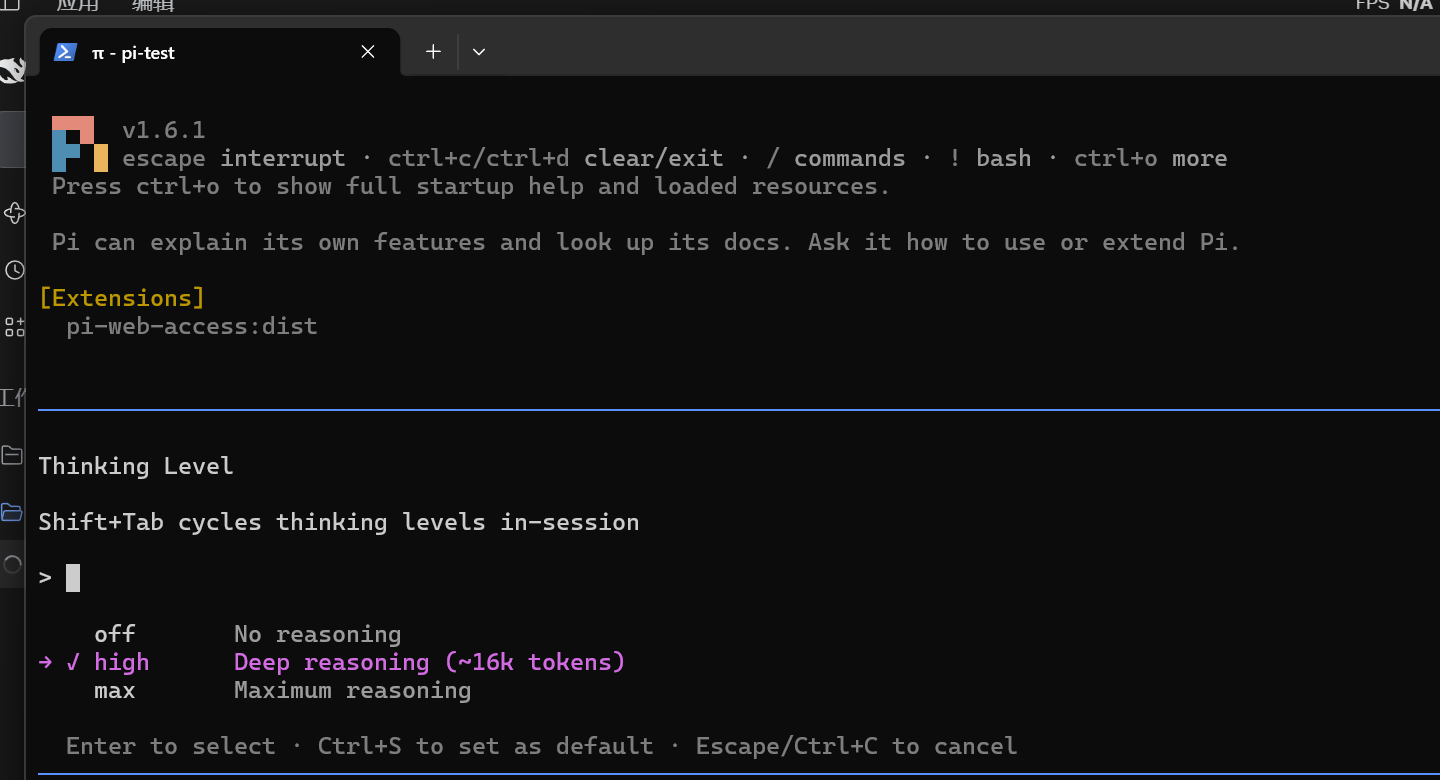 应用 编辑 FPS N/A
π - pi-test
v1.6.1
escape interrupt · ctrl+c/ctrl+d clear/exit · / commands · ! bash · ctrl+o more
Press ctrl+o to show full startup help and loaded resources.
Pi can explain its own features and look up its docs. Ask it how to use or extend Pi.
[Extensions]
pi-web-access:dist
工作
Thinking Level
Shift+Tab cycles thinking levels in-session
>
off No reasoning
→ ✓ high Deep reasoning (~16k tokens)
max Maximum reasoning
Enter to select · Ctrl+S to set as default · Escape/Ctrl+C to cancel